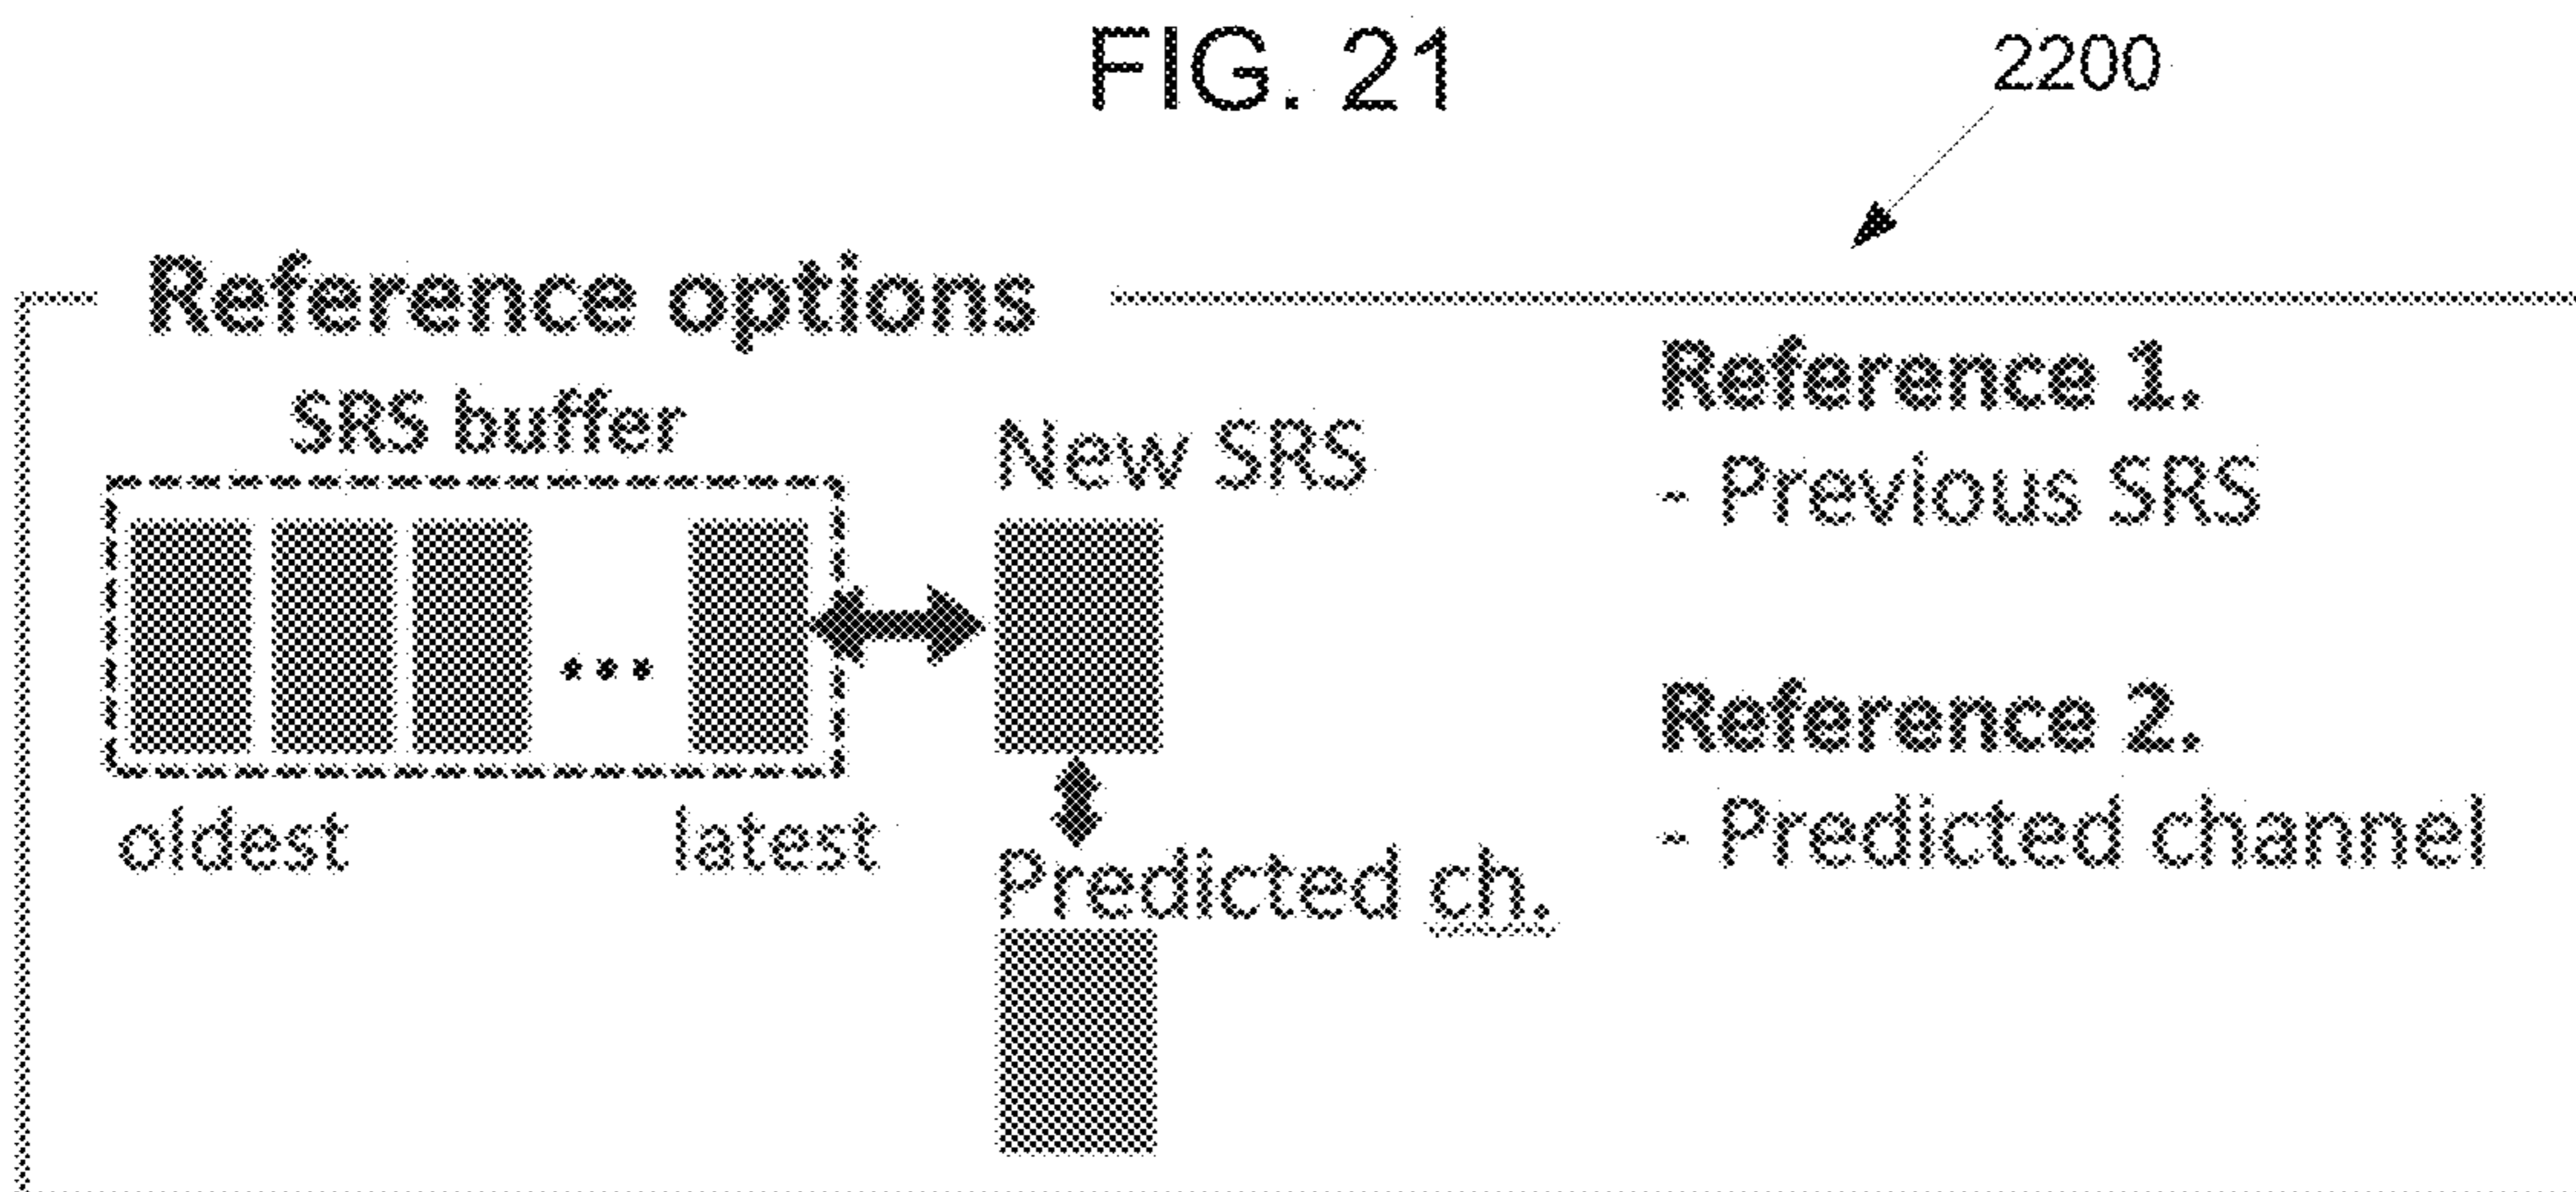 FIG. 21
2200
Reference options
SRS buffer
New SRS
...
oldest
latest
Predicted ch.
Reference 1.
- Previous SRS
Reference 2.
- Predicted channel